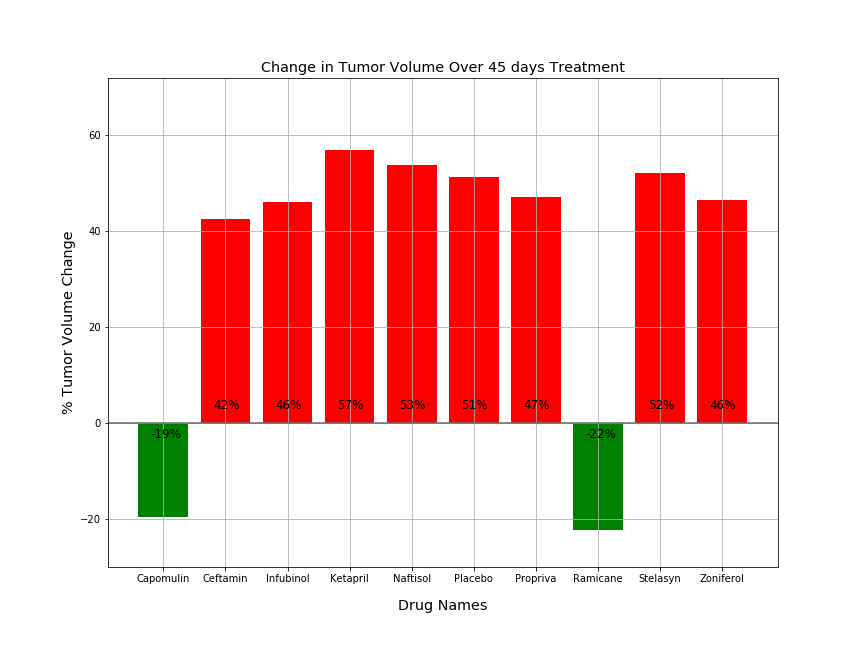 Change in Tumor Volume Over 45 days Treatment
% Tumor Volume Change
60
40
20
0
−20
-19%
42%
46%
57%
53%
51%
47%
-22%
52%
46%
Capomulin
Ceftamin
Infubinol
Ketapril
Naftisol
Placebo
Propriva
Ramicane
Stelasyn
Zoniferol
Drug Names